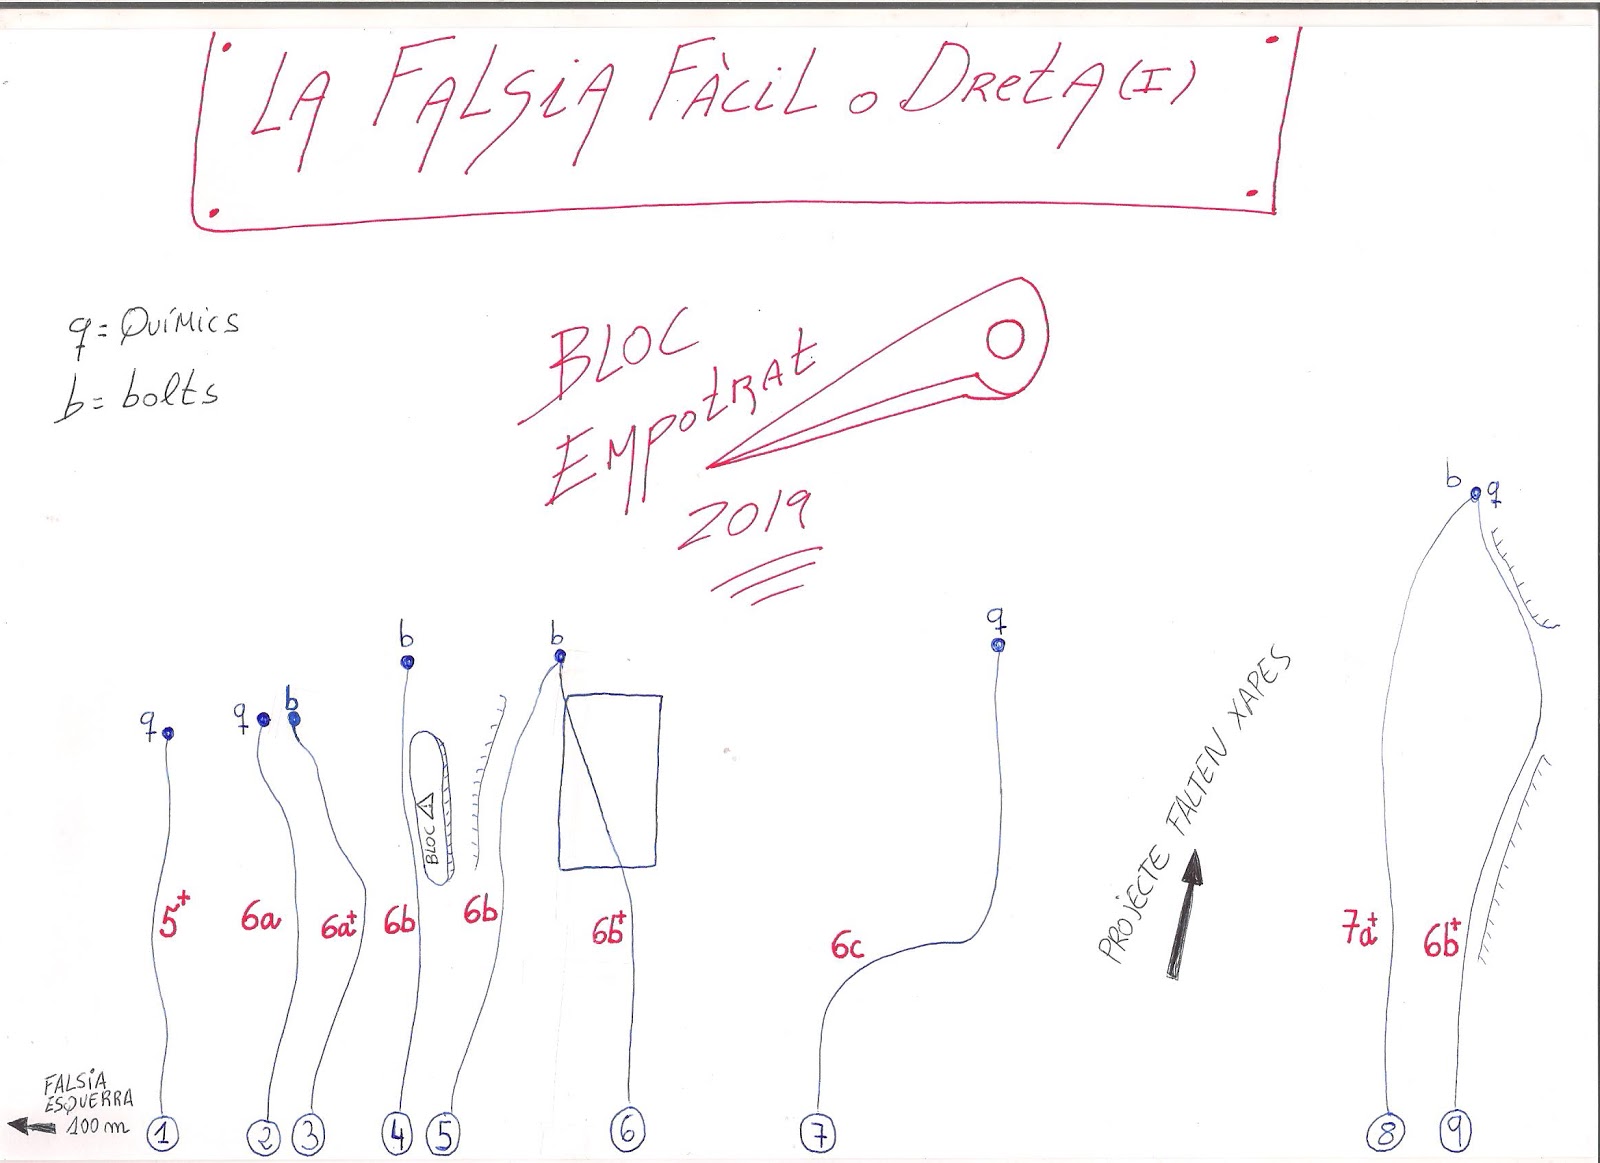 LA FALSiA FÀCiL o DRetA (I)
q = QUÍMICS
b = bolts
BLOC
EMPOtRAt
2019
b q
q
b
b
q
q b
PROjECTE FALTEN XAPES
BLOC
5+
6a
6a+
6b
6b
6b+
6c
7a+
6b+
FALSiA
ESQUERRA
100 m
1 2 3 4 5 6 7 8 9